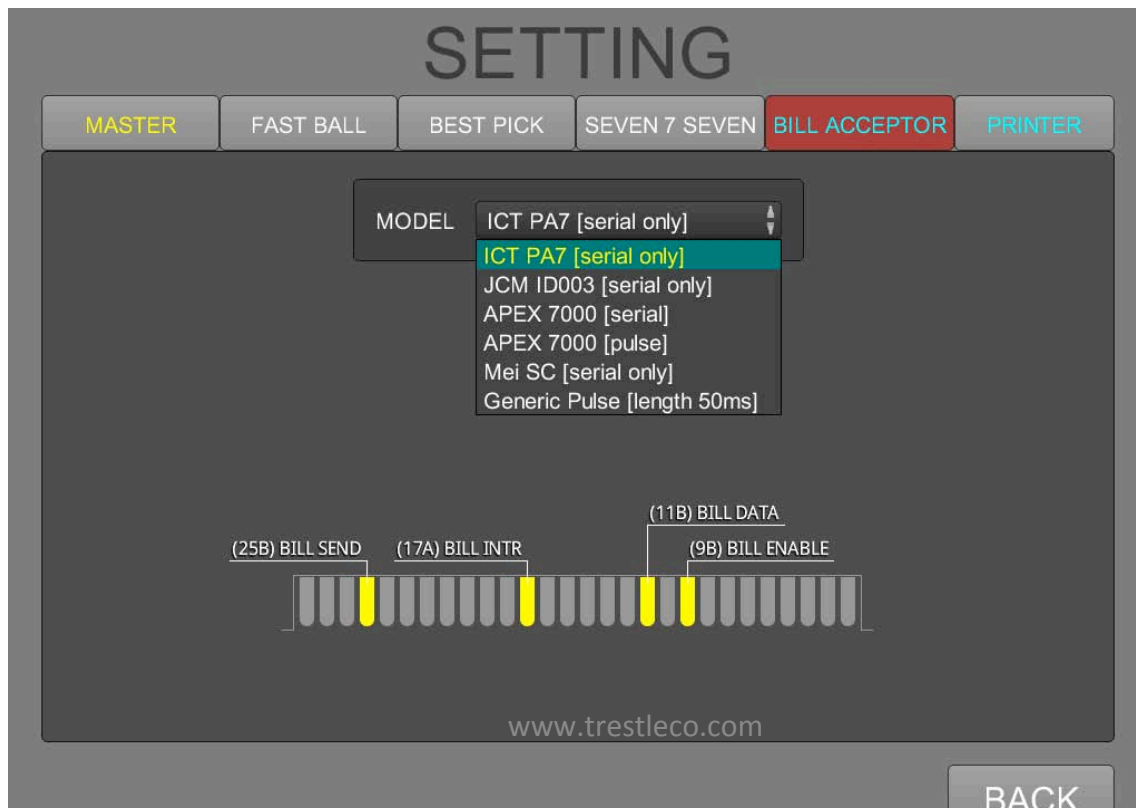 SETTING
MASTER FAST BALL BEST PICK SEVEN 7 SEVEN BILL ACCEPTOR PRINTER
MODEL ICT PA7 [serial only]
ICT PA7 [serial only]
JCM ID003 [serial only]
APEX 7000 [serial]
APEX 7000 [pulse]
Mei SC [serial only]
Generic Pulse [length 50ms]
(11B) BILL DATA
(25B) BILL SEND (17A) BILL INTR (9B) BILL ENABLE
www.trestleco.com
BACK